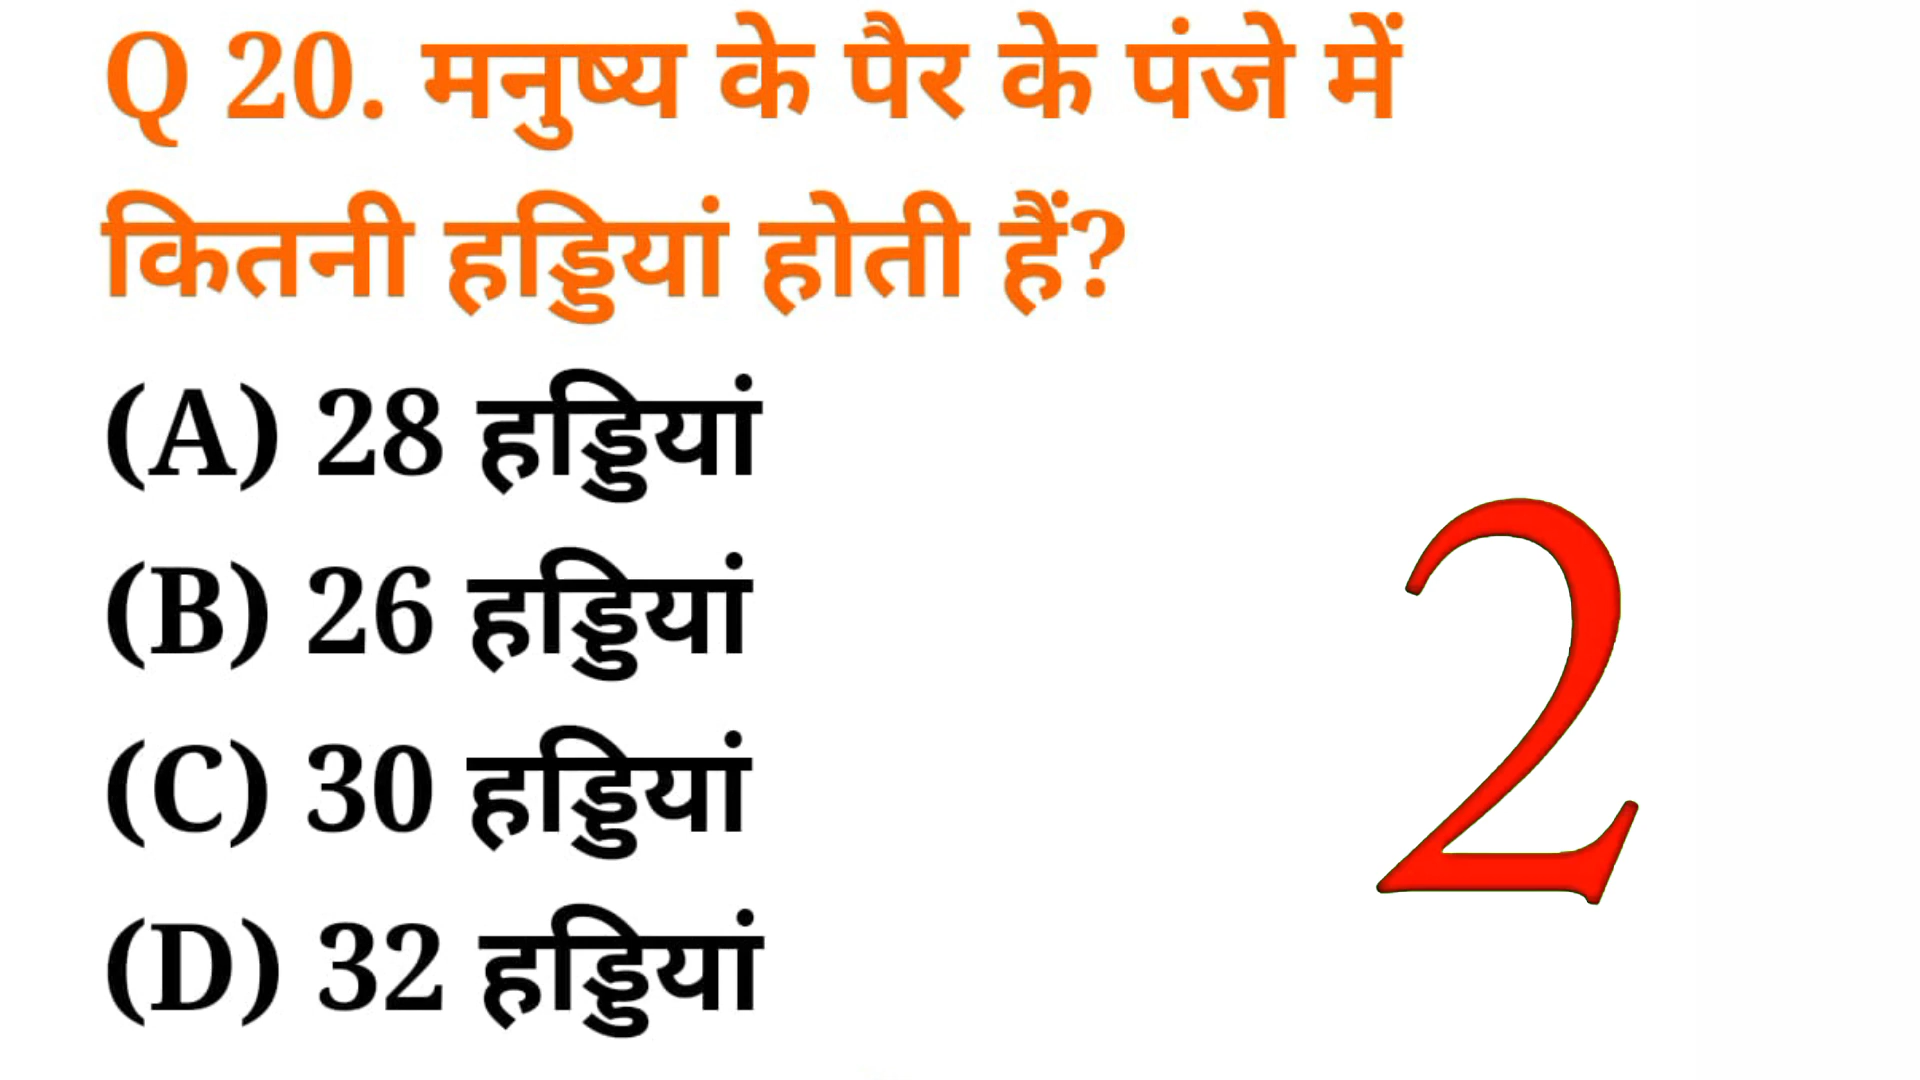 Q 20. मनुष्य के पैर के पंजे में
कितनी हड्डियां होती हैं?
(A) 28 हड्डियां
(B) 26 हड्डियां
(C) 30 हड्डियां
(D) 32 हड्डियां
2